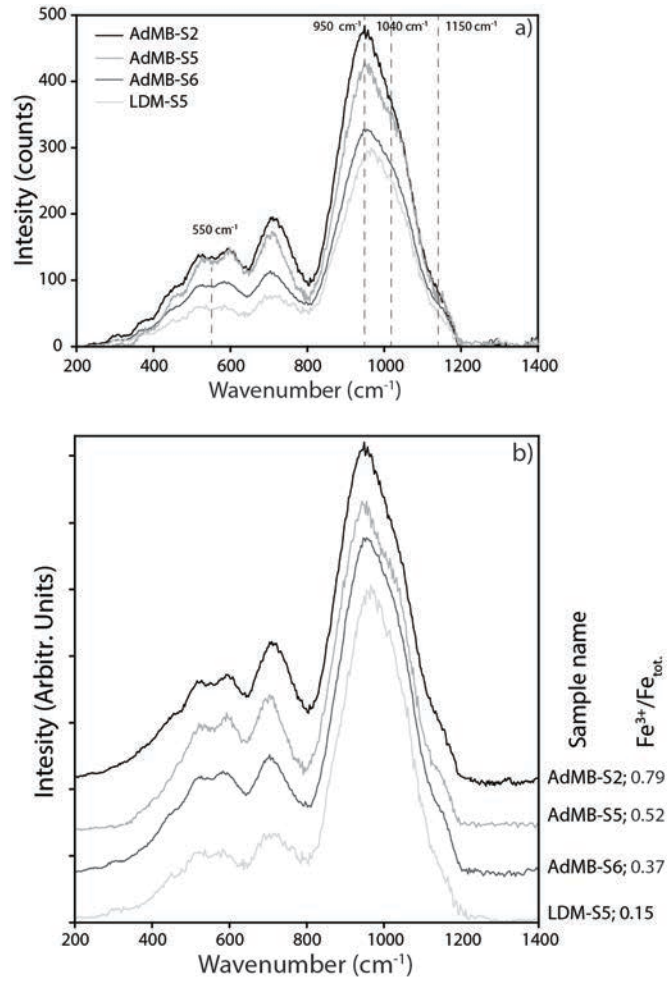 500
400
300
200
100
0
Intesity (counts)
AdMB-S2
AdMB-S5
AdMB-S6
LDM-S5
550 cm-1
950 cm-1
1040 cm-1
1150 cm-1
a)
200 400 600 800 1000 1200 1400
Wavenumber (cm-1)
b)
Intesity (Arbitr. Units)
Sample name
Fe3+/Fetot.
AdMB-S2; 0.79
AdMB-S5; 0.52
AdMB-S6; 0.37
LDM-S5; 0.15
200 400 600 800 1000 1200 1400
Wavenumber (cm-1)